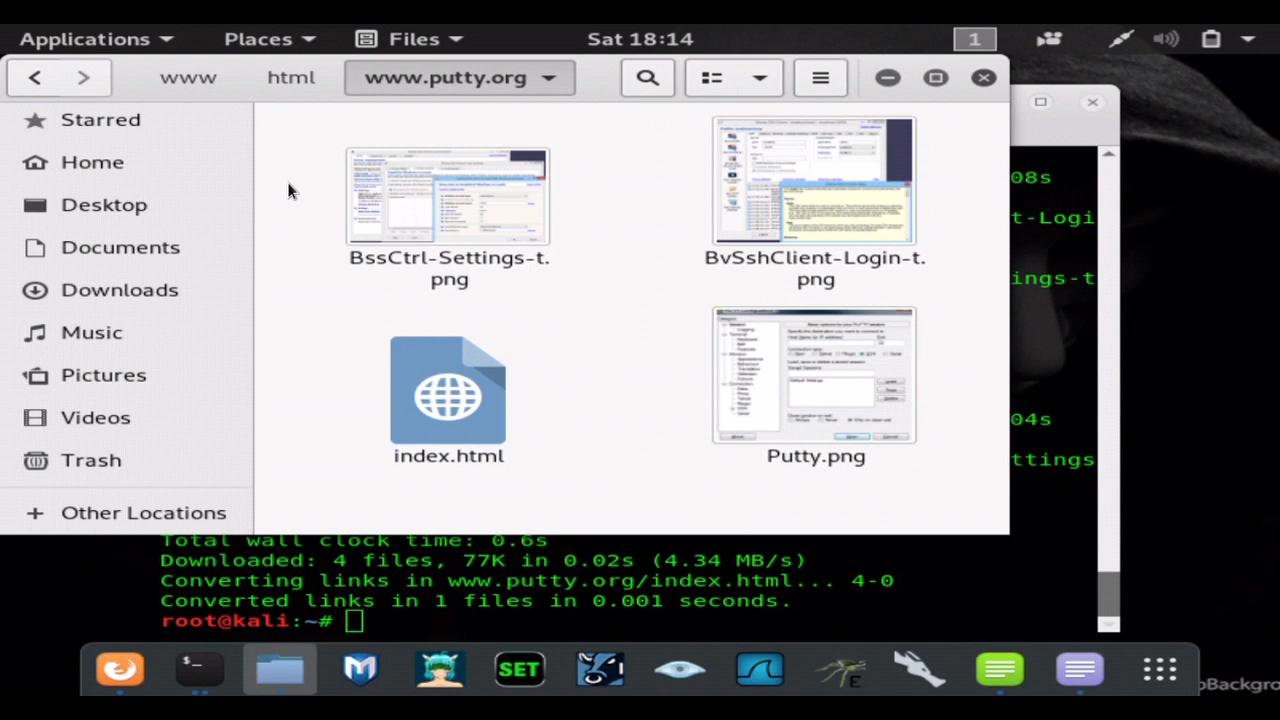 Applications Places Files Sat 18:14 1
www html www.putty.org
Starred
Home
Desktop
Documents
Downloads
Music
Pictures
Videos
Trash
Other Locations
BssCtrl-Settings-t.
png
BvSshClient-Login-t.
png
index.html
Putty.png
08s
t-Logi
ings-t
04s
ttings
Total wall clock time: 0.6s
Downloaded: 4 files, 77K in 0.02s (4.34 MB/s)
Converting links in www.putty.org/index.html... 4-0
Converted links in 1 files in 0.001 seconds.
root@kali:~#
SET
E
oBackgro